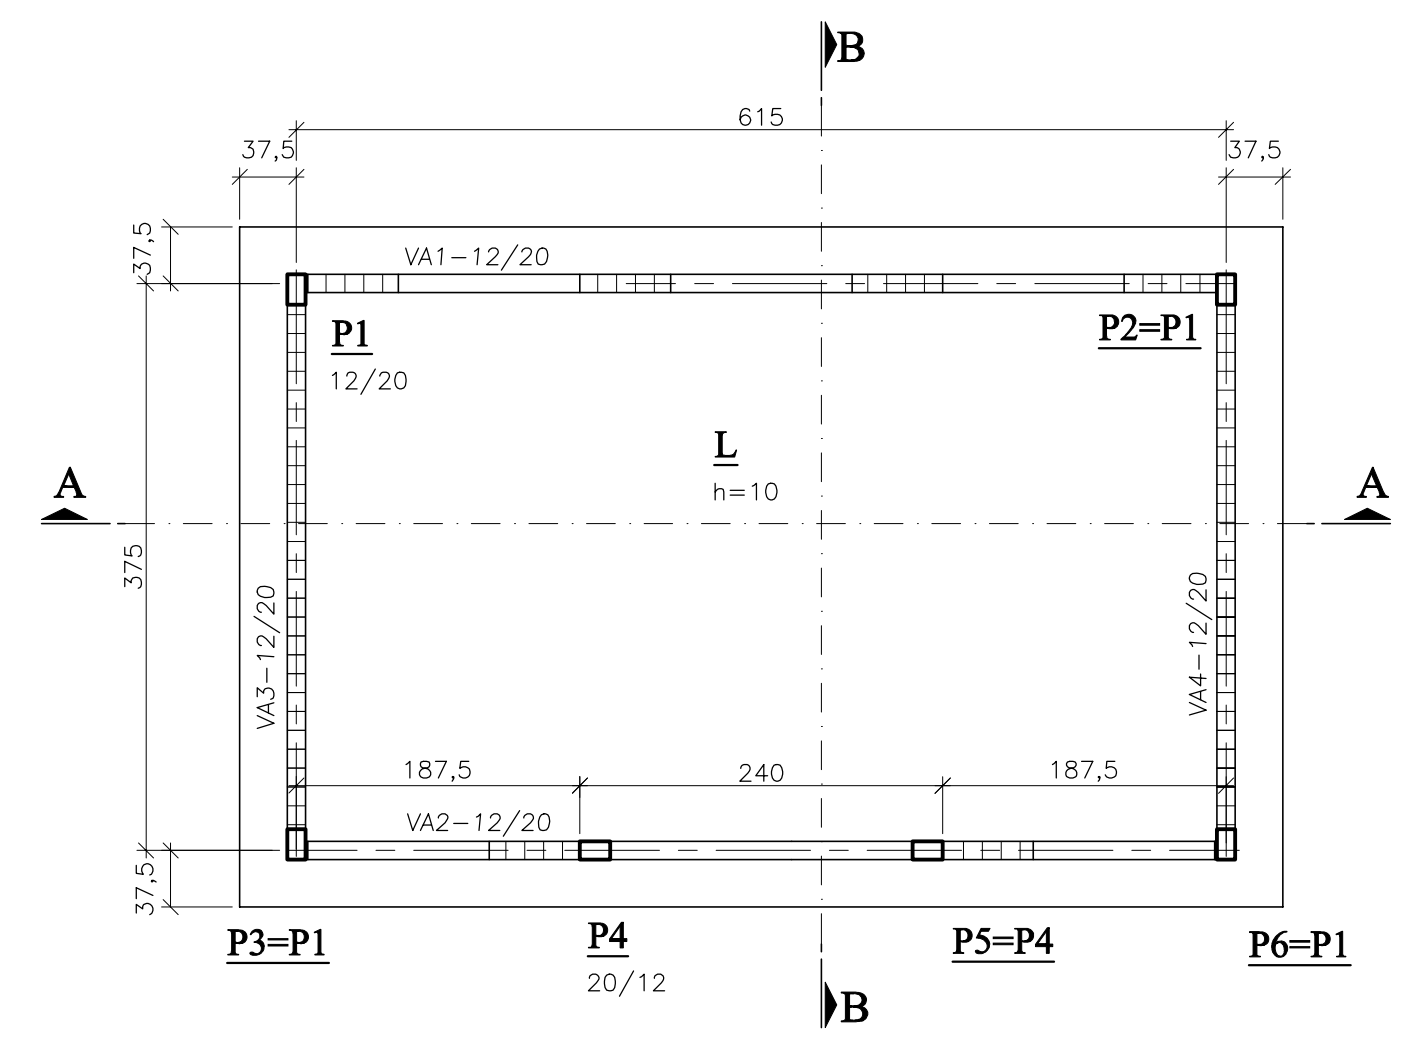 B
615
37,5
37,5
37,5
VA1-12/20
P1
12/20
P2=P1
L
h=10
A
A
375
VA3-12/20
VA4-12/20
187,5
240
187,5
VA2-12/20
37,5
P3=P1
P4
20/12
P5=P4
P6=P1
B